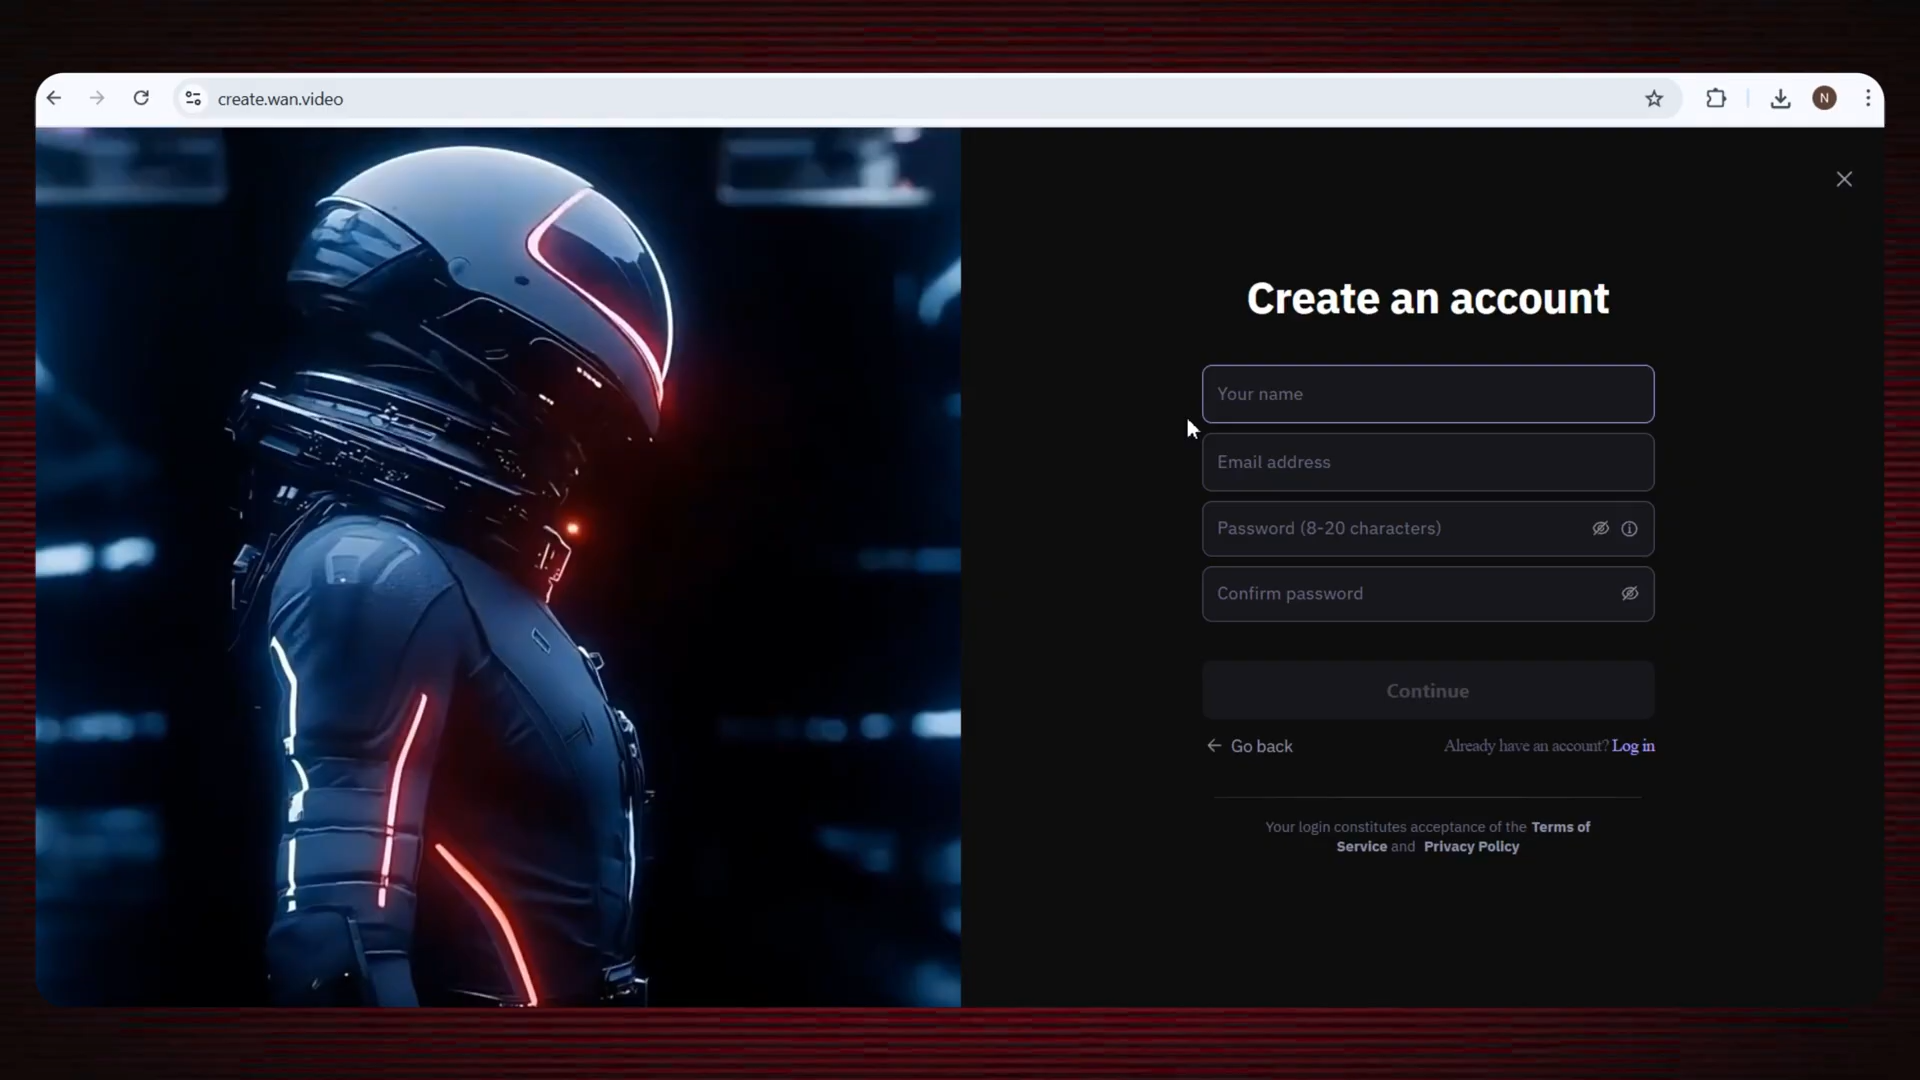 create.wan.video
N
Create an account
Your name
Email address
Password (8-20 characters)
Confirm password
Continue
Go back
Already have an account? Log in
Your login constitutes acceptance of the Terms of
Service and Privacy Policy